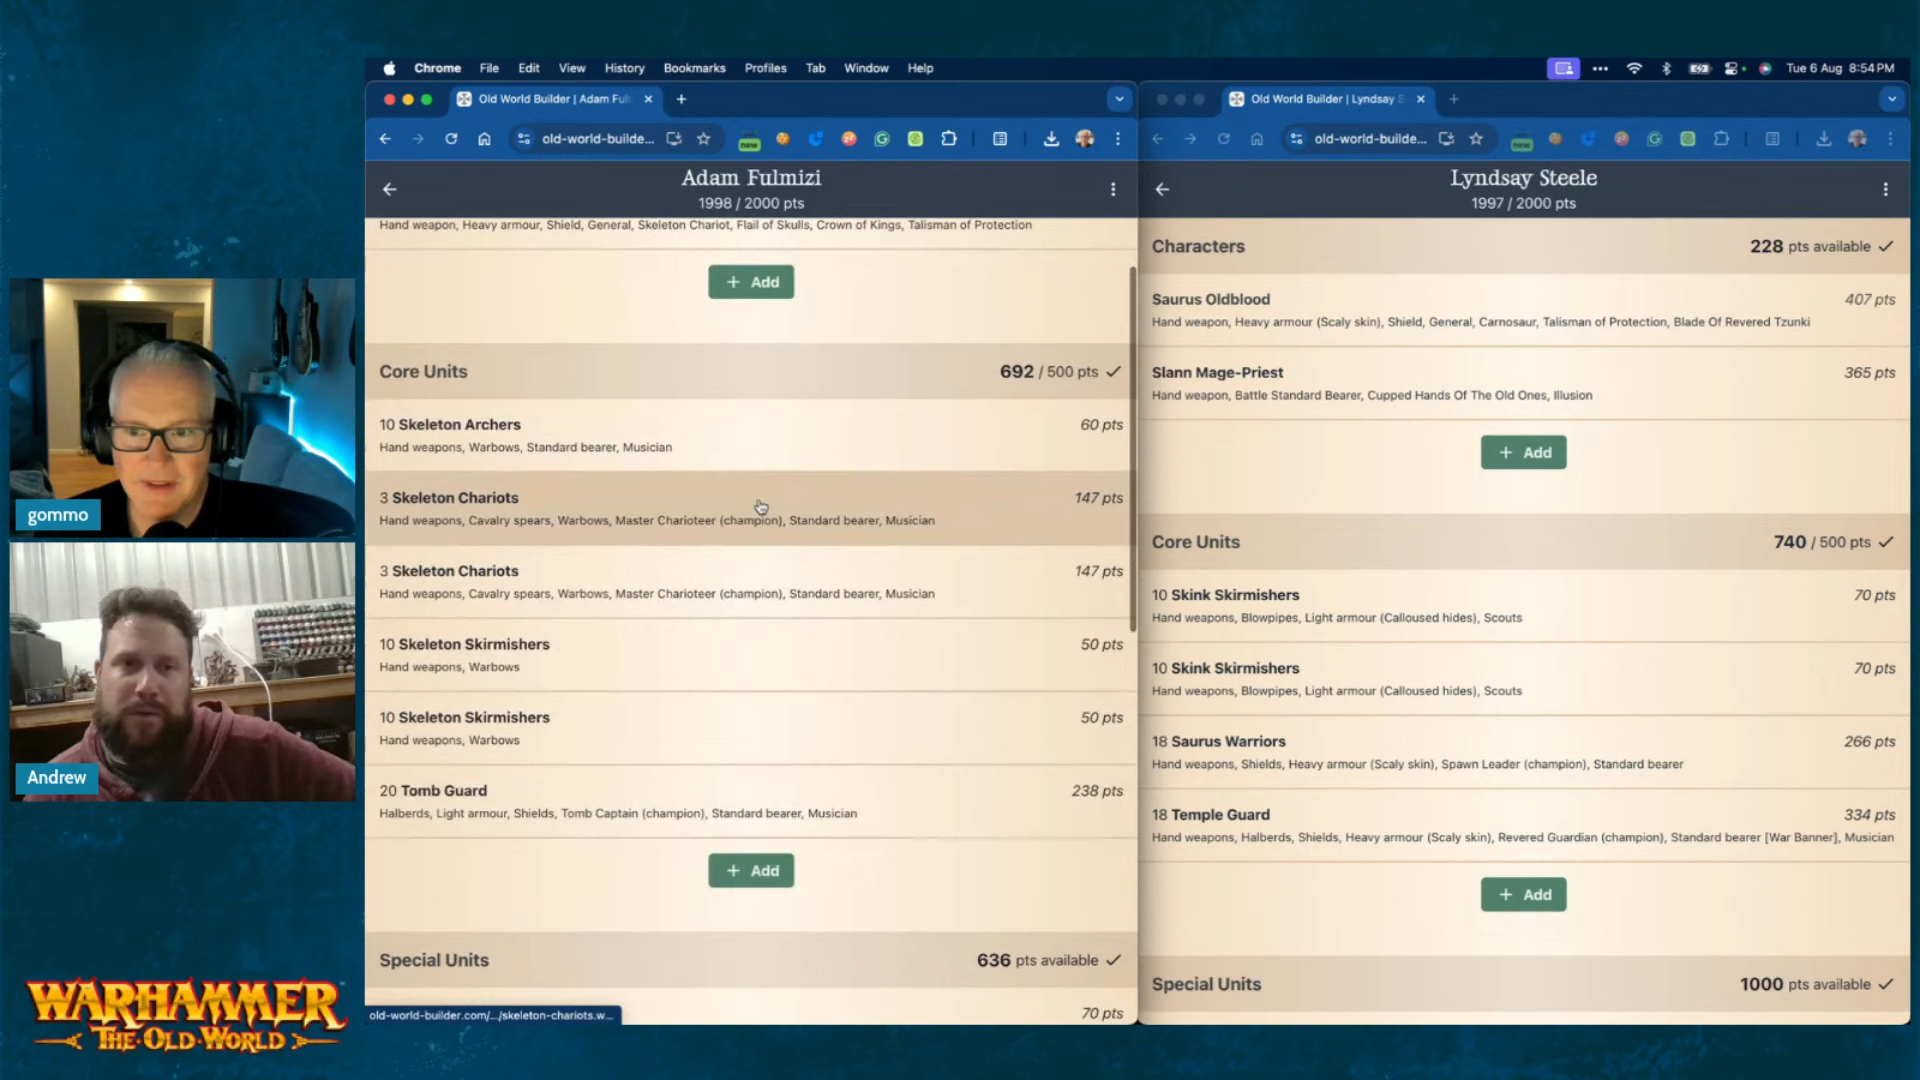 Chrome File Edit View History Bookmarks Profiles Tab Window Help
Tue 6 Aug 8:54 PM
Old World Builder | Adam Ful
old-world-builde...
new
Adam Fulmizi
1998 / 2000 pts
Hand weapon, Heavy armour, Shield, General, Skeleton Chariot, Flail of Skulls, Crown of Kings, Talisman of Protection
+ Add
Core Units 692 / 500 pts
10 Skeleton Archers 60 pts
Hand weapons, Warbows, Standard bearer, Musician
3 Skeleton Chariots 147 pts
Hand weapons, Cavalry spears, Warbows, Master Charioteer (champion), Standard bearer, Musician
3 Skeleton Chariots 147 pts
Hand weapons, Cavalry spears, Warbows, Master Charioteer (champion), Standard bearer, Musician
10 Skeleton Skirmishers 50 pts
Hand weapons, Warbows
10 Skeleton Skirmishers 50 pts
Hand weapons, Warbows
20 Tomb Guard 238 pts
Halberds, Light armour, Shields, Tomb Captain (champion), Standard bearer, Musician
+ Add
Special Units 636 pts available
70 pts
old-world-builder.com/.../skeleton-chariots.w...
Old World Builder | Lyndsay S
old-world-builde...
new
Lyndsay Steele
1997 / 2000 pts
Characters 228 pts available
Saurus Oldblood 407 pts
Hand weapon, Heavy armour (Scaly skin), Shield, General, Carnosaur, Talisman of Protection, Blade Of Revered Tzunki
Slann Mage-Priest 365 pts
Hand weapon, Battle Standard Bearer, Cupped Hands Of The Old Ones, Illusion
+ Add
Core Units 740 / 500 pts
10 Skink Skirmishers 70 pts
Hand weapons, Blowpipes, Light armour (Calloused hides), Scouts
10 Skink Skirmishers 70 pts
Hand weapons, Blowpipes, Light armour (Calloused hides), Scouts
18 Saurus Warriors 266 pts
Hand weapons, Shields, Heavy armour (Scaly skin), Spawn Leader (champion), Standard bearer
18 Temple Guard 334 pts
Hand weapons, Halberds, Shields, Heavy armour (Scaly skin), Revered Guardian (champion), Standard bearer [War Banner], Musician
+ Add
Special Units 1000 pts available
gommo
Andrew
WARHAMMER
THE OLD WORLD